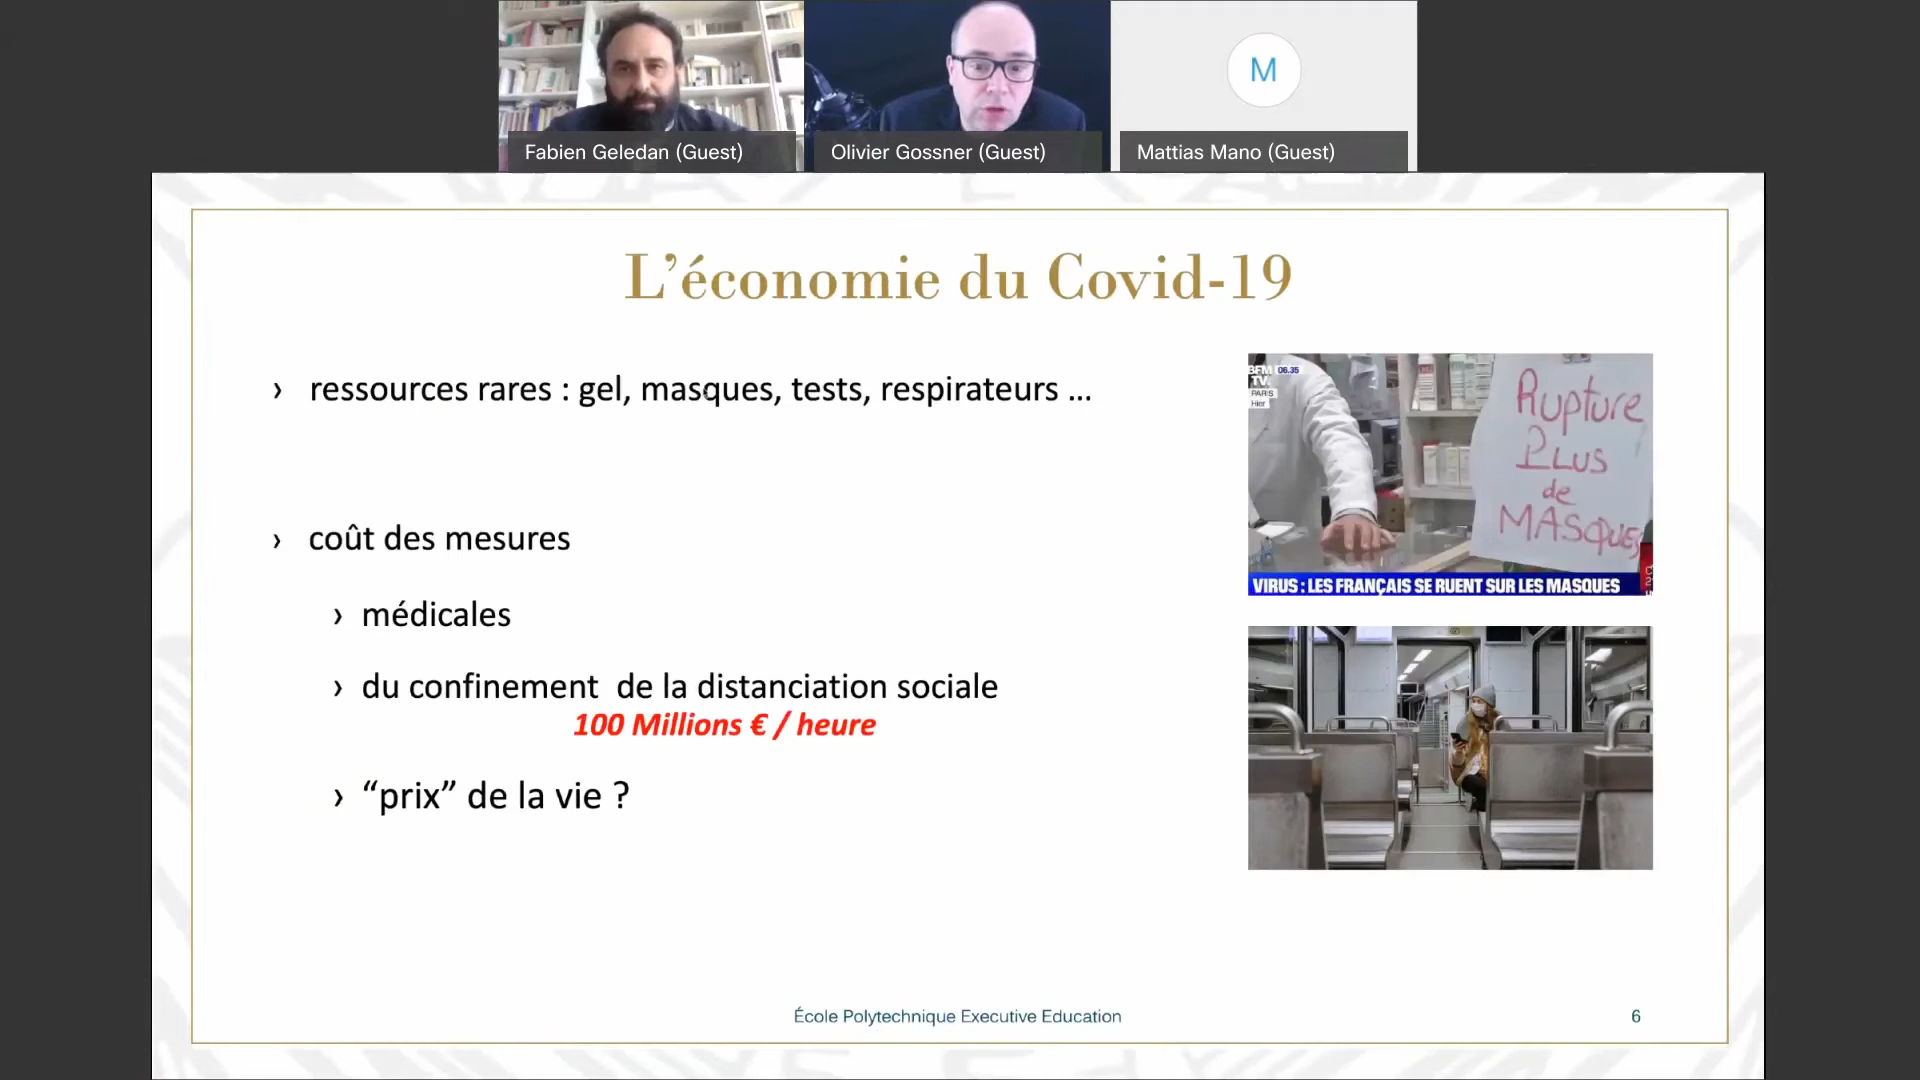 M
Fabien Geledan (Guest)
Olivier Gossner (Guest)
Mattias Mano (Guest)
L’économie du Covid-19
› ressources rares : gel, masques, tests, respirateurs ...
› coût des mesures
› médicales
› du confinement de la distanciation sociale
100 Millions € / heure
› “prix” de la vie ?
BFM
TV.
06.35
PARIS
Hier
Rupture
PLUS
de
MASQUES
VIRUS : LES FRANÇAIS SE RUENT SUR LES MASQUES
École Polytechnique Executive Education
6